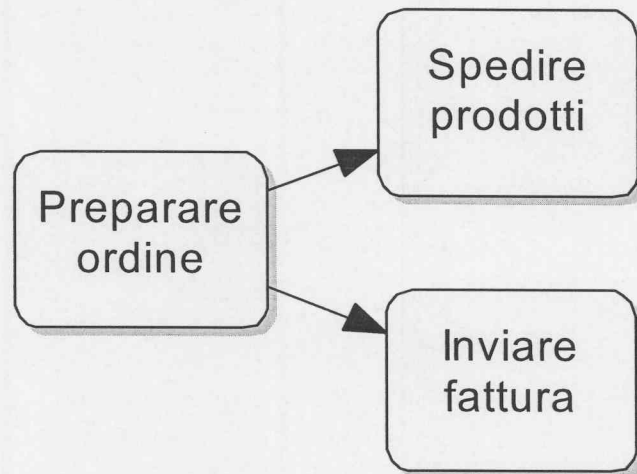 Spedire
prodotti
Preparare
ordine
Inviare
fattura